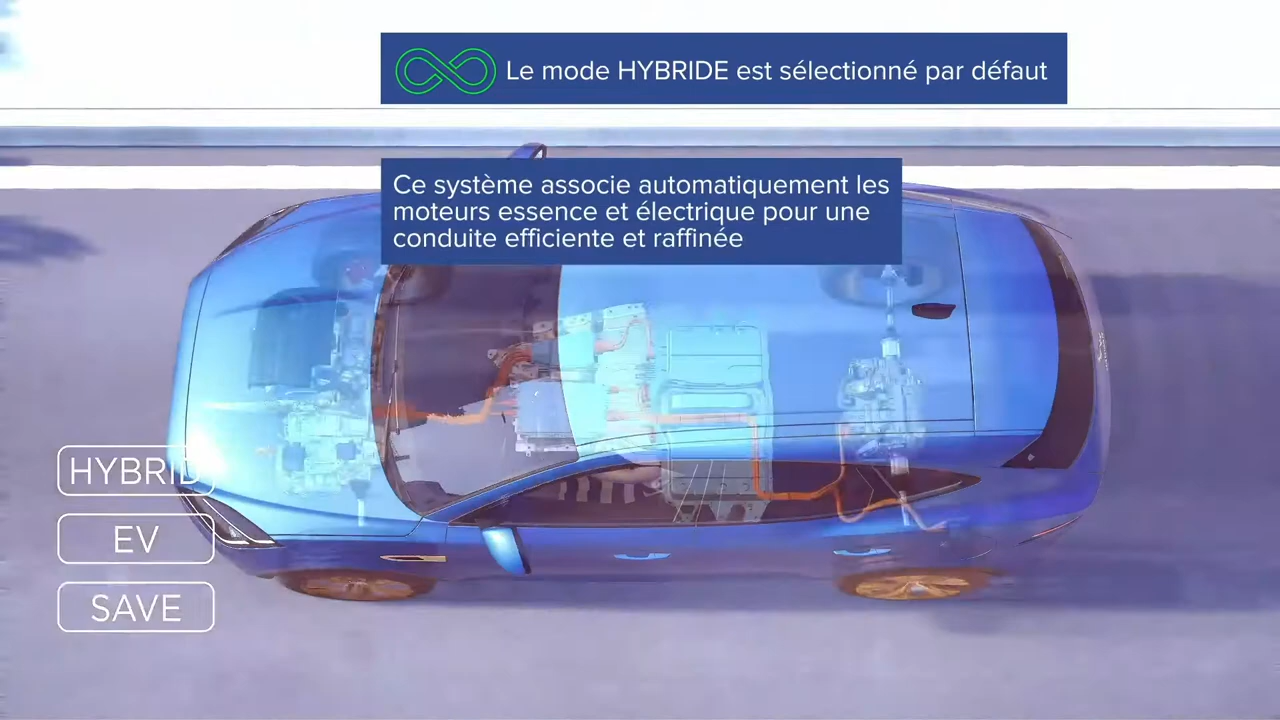 Le mode HYBRIDE est sélectionné par défaut
Ce système associe automatiquement les
moteurs essence et électrique pour une
conduite efficiente et raffinée
HYBRID
EV
SAVE